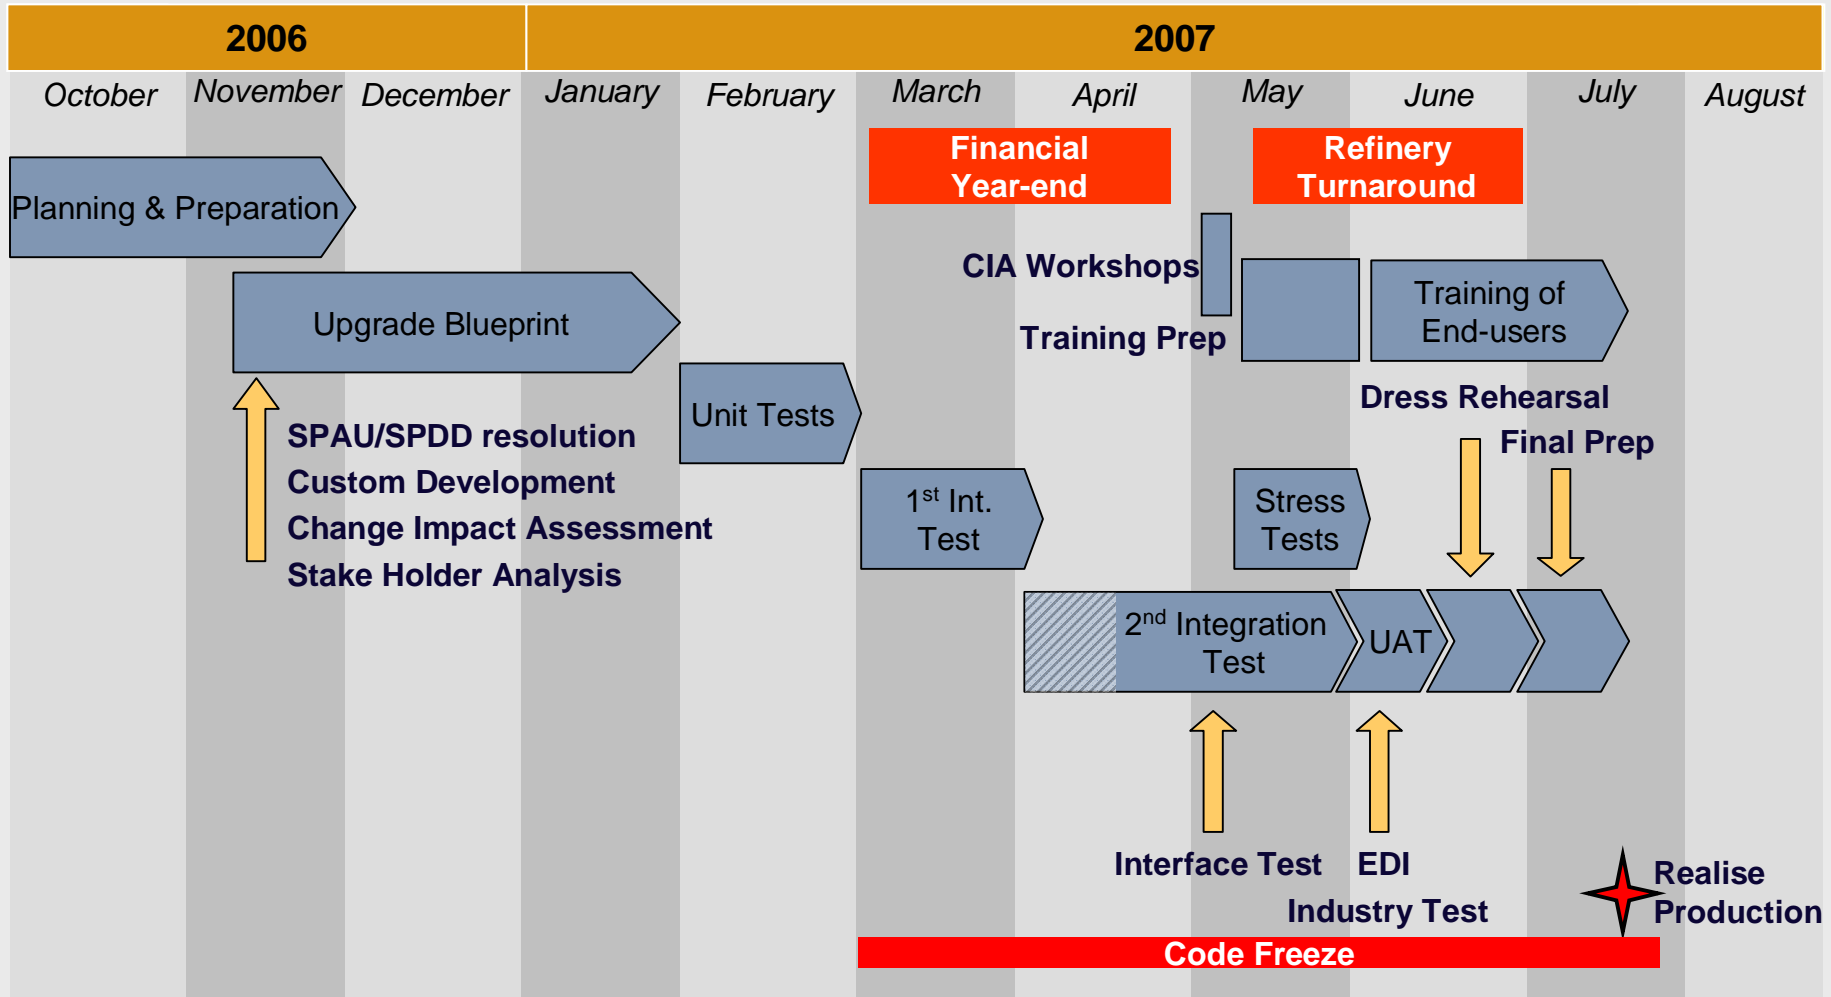 2006
2007
October
November
December
January
February
March
April
May
June
July
August
Financial
Year-end
Refinery
Turnaround
Planning & Preparation
CIA Workshops
Training Prep
Training of
End-users
Upgrade Blueprint
Unit Tests
Dress Rehearsal
Final Prep
SPAU/SPDD resolution
Custom Development
Change Impact Assessment
Stake Holder Analysis
1st Int.
Test
Stress
Tests
2nd Integration
Test
UAT
Interface Test
EDI
Industry Test
Realise
Production
Code Freeze